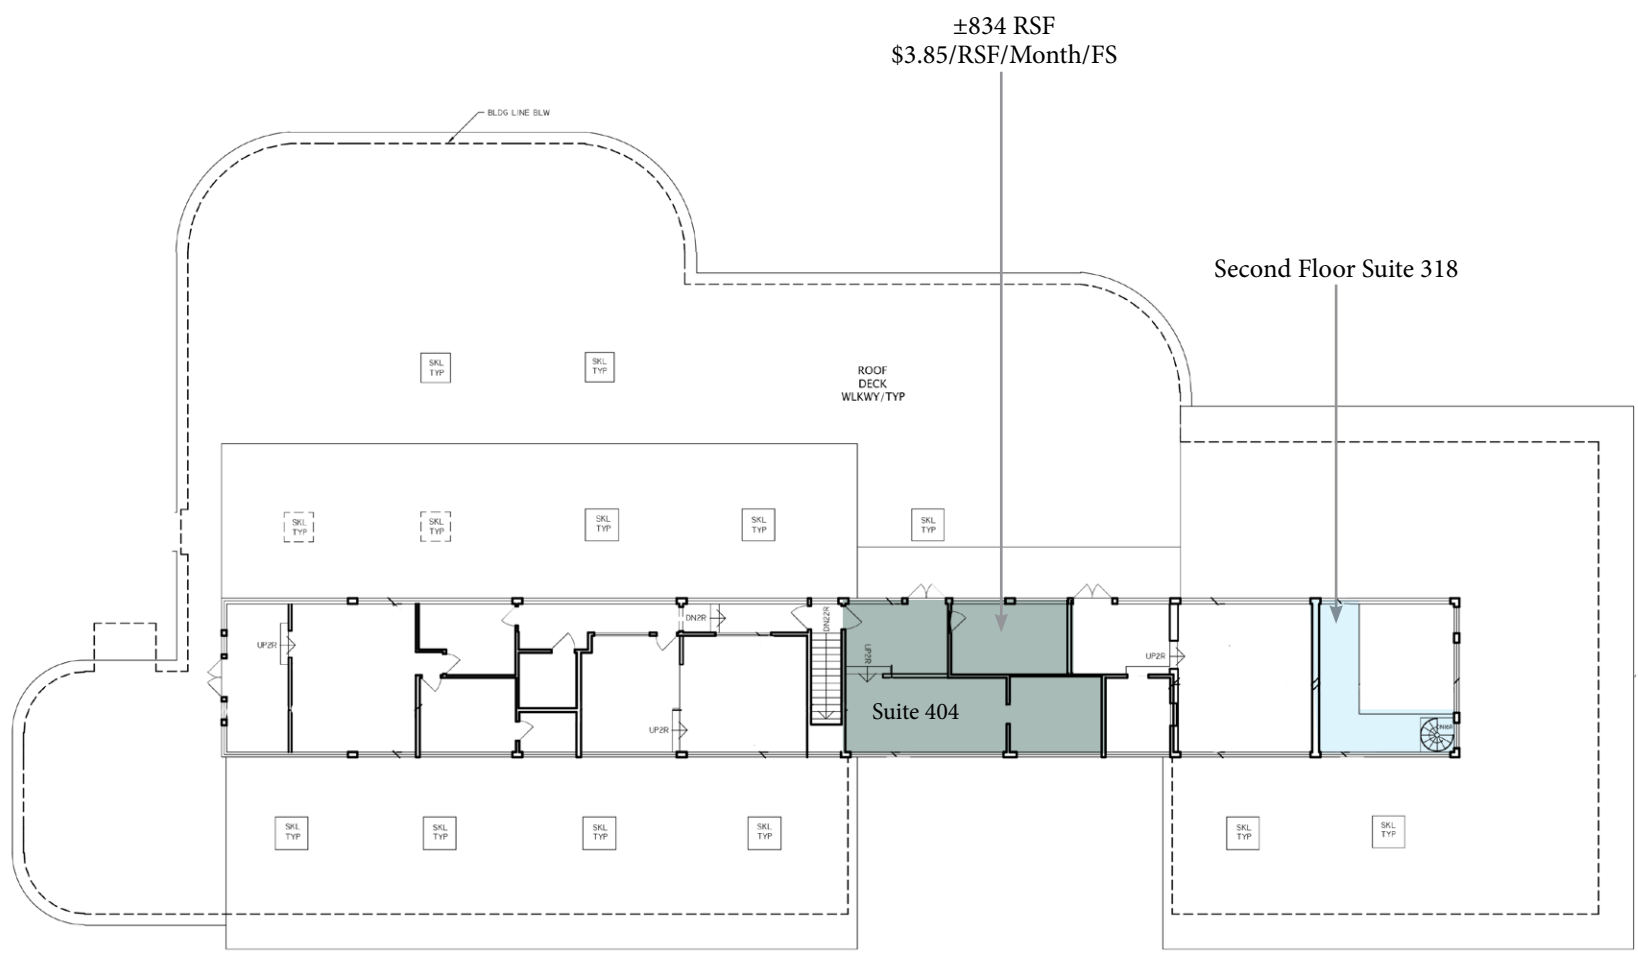 ±834 RSF
$3.85/RSF/Month/FS
BLDG LINE BLW
Second Floor Suite 318
SKL
TYP
SKL
TYP
ROOF
DECK
WLKWY/TYP
SKL
TYP
SKL
TYP
SKL
TYP
SKL
TYP
SKL
TYP
UP2R
DN2R
DN22R
UP2R
UP2R
Suite 404
UP2R
SKL
TYP
SKL
TYP
SKL
TYP
SKL
TYP
SKL
TYP
SKL
TYP